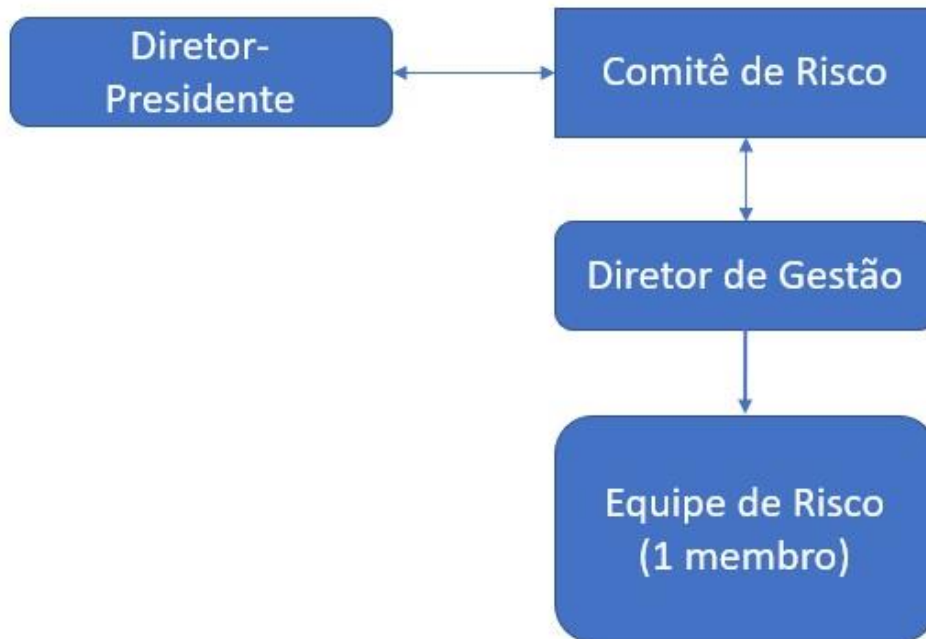 Diretor-
Presidente
Comitê de Risco
Diretor de Gestão
Equipe de Risco
(1 membro)